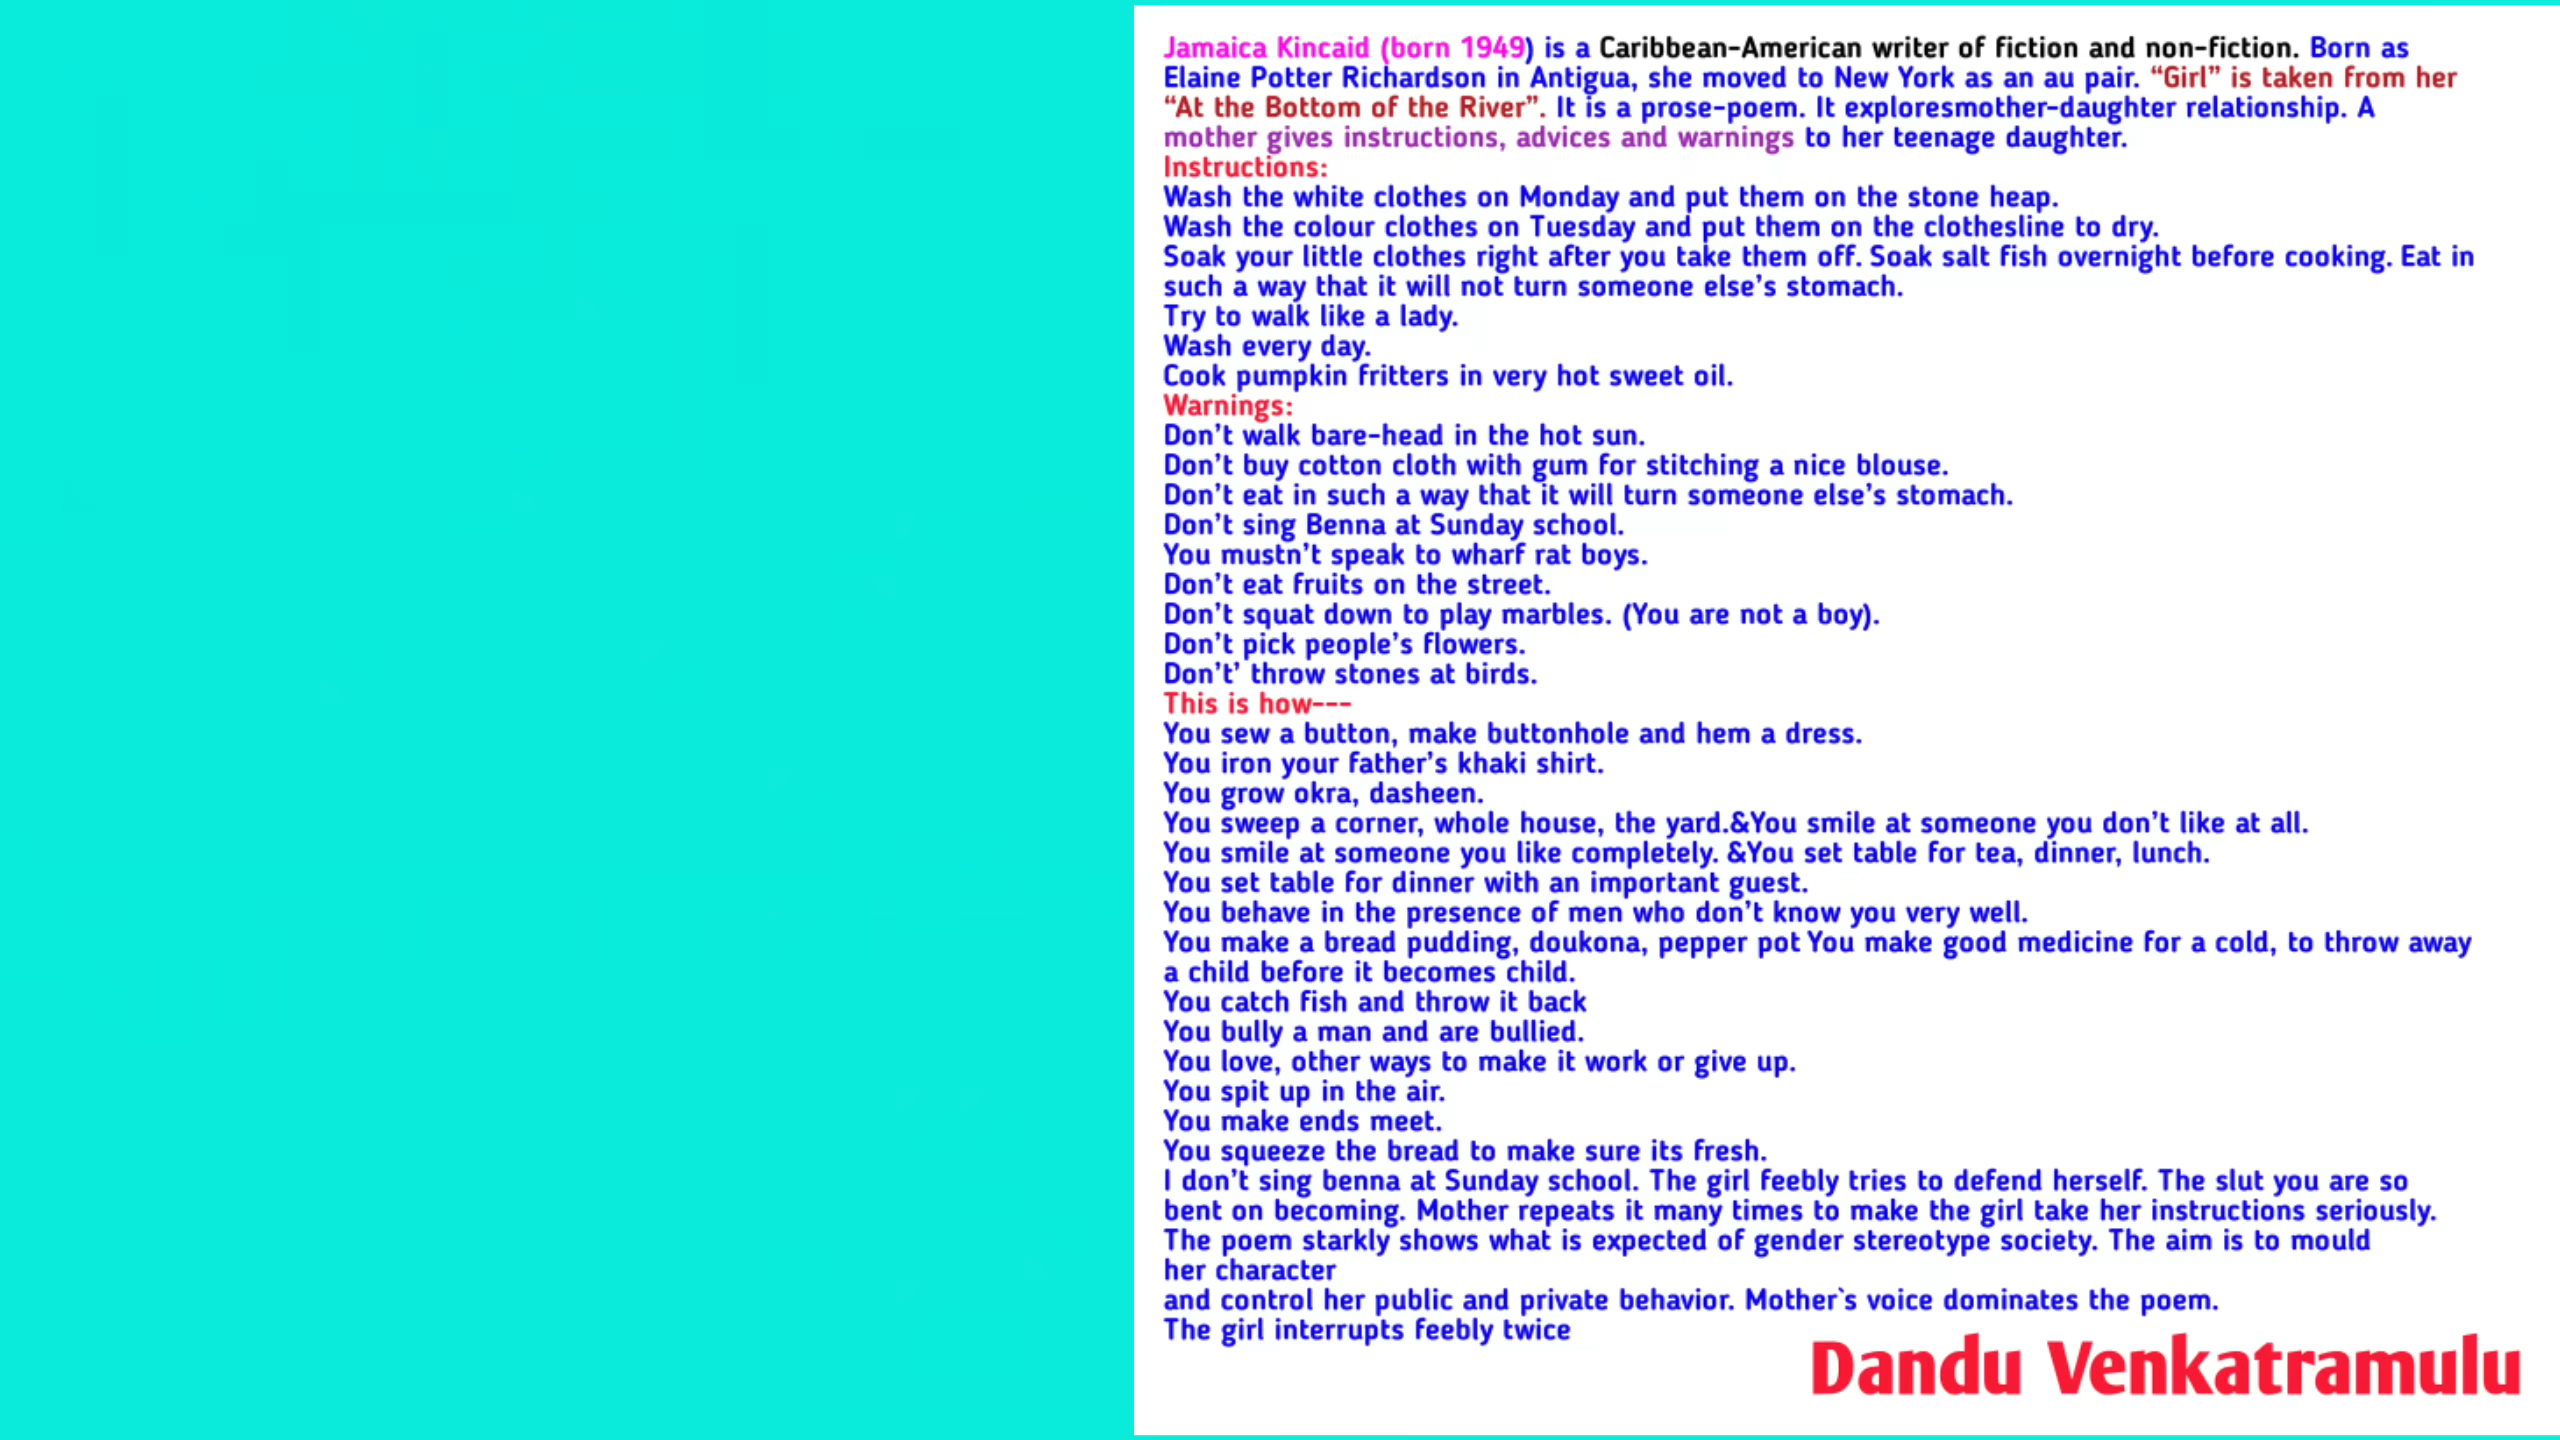 Jamaica Kincaid (born 1949) is a Caribbean-American writer of fiction and non-fiction. Born as
Elaine Potter Richardson in Antigua, she moved to New York as an au pair. “Girl” is taken from her
“At the Bottom of the River”. It is a prose-poem. It exploresmother-daughter relationship. A
mother gives instructions, advices and warnings to her teenage daughter.
Instructions:
Wash the white clothes on Monday and put them on the stone heap.
Wash the colour clothes on Tuesday and put them on the clothesline to dry.
Soak your little clothes right after you take them off. Soak salt fish overnight before cooking. Eat in
such a way that it will not turn someone else’s stomach.
Try to walk like a lady.
Wash every day.
Cook pumpkin fritters in very hot sweet oil.
Warnings:
Don’t walk bare-head in the hot sun.
Don’t buy cotton cloth with gum for stitching a nice blouse.
Don’t eat in such a way that it will turn someone else’s stomach.
Don’t sing Benna at Sunday school.
You mustn’t speak to wharf rat boys.
Don’t eat fruits on the street.
Don’t squat down to play marbles. (You are not a boy).
Don’t pick people’s flowers.
Don’t’ throw stones at birds.
This is how---
You sew a button, make buttonhole and hem a dress.
You iron your father’s khaki shirt.
You grow okra, dasheen.
You sweep a corner, whole house, the yard.&You smile at someone you don’t like at all.
You smile at someone you like completely. &You set table for tea, dinner, lunch.
You set table for dinner with an important guest.
You behave in the presence of men who don’t know you very well.
You make a bread pudding, doukona, pepper pot You make good medicine for a cold, to throw away
a child before it becomes child.
You catch fish and throw it back
You bully a man and are bullied.
You love, other ways to make it work or give up.
You spit up in the air.
You make ends meet.
You squeeze the bread to make sure its fresh.
I don’t sing benna at Sunday school. The girl feebly tries to defend herself. The slut you are so
bent on becoming. Mother repeats it many times to make the girl take her instructions seriously.
The poem starkly shows what is expected of gender stereotype society. The aim is to mould
her character
and control her public and private behavior. Mother`s voice dominates the poem.
The girl interrupts feebly twice
Dandu Venkatramulu